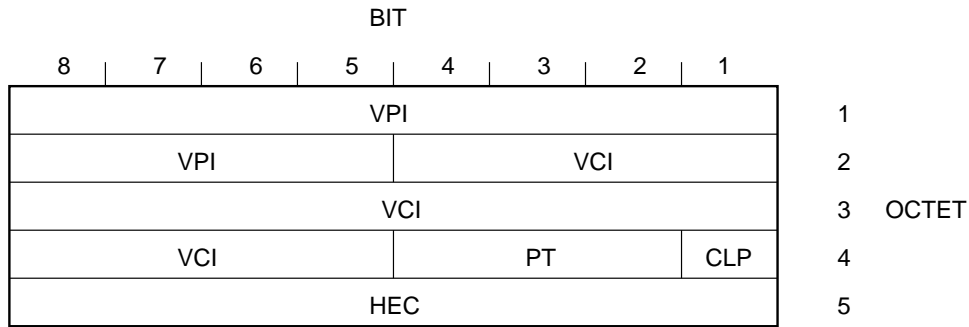 BIT
8 7 6 5 4 3 2 1
VPI 1
VPI VCI 2
VCI 3 OCTET
VCI PT CLP 4
HEC 5